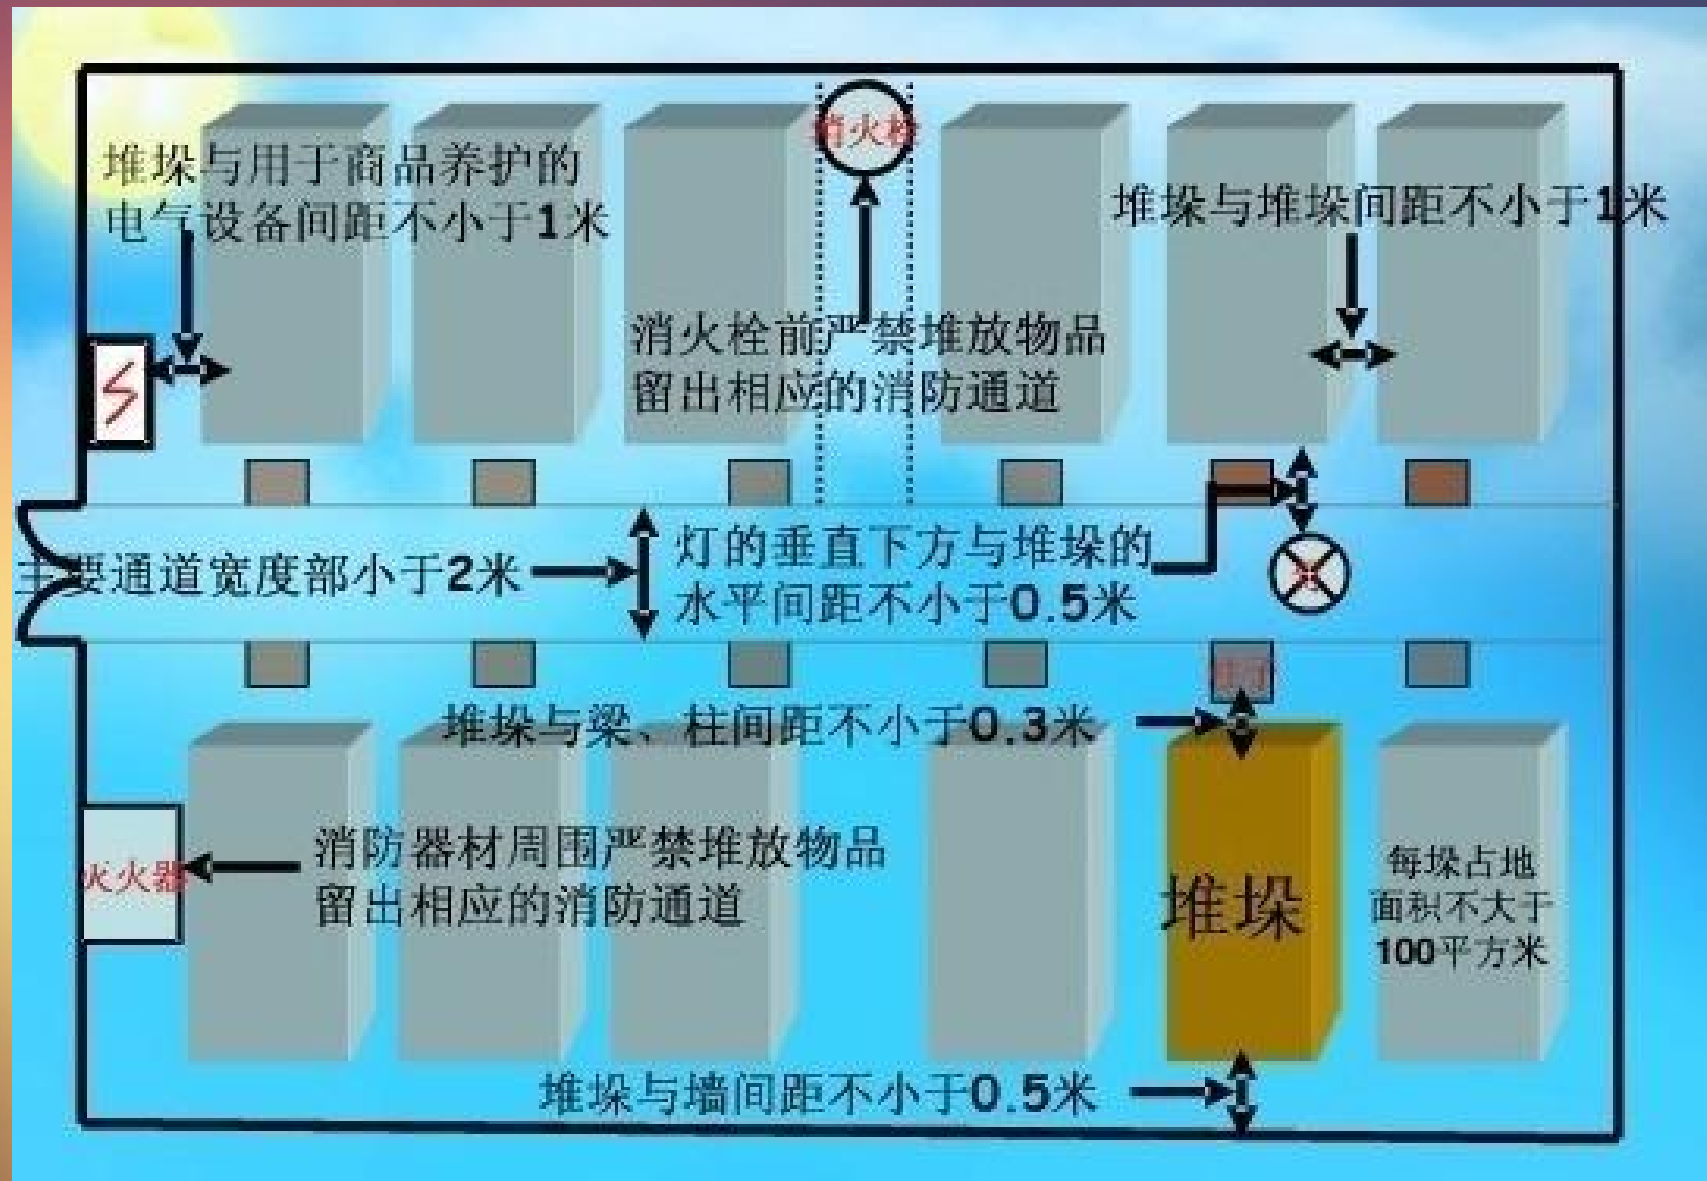 堆垛与用于商品养护的
电气设备间距不小于1米
消火栓
堆垛与堆垛间距不小于1米
消火栓前严禁堆放物品
留出相应的消防通道
主要通道宽度部小于2米
灯的垂直下方与堆垛的
水平间距不小于0.5米
堆垛与梁、柱间距不小于0.3米
灭火器
消防器材周围严禁堆放物品
留出相应的消防通道
堆垛
每垛占地
面积不大于
100平方米
堆垛与墙间距不小于0.5米